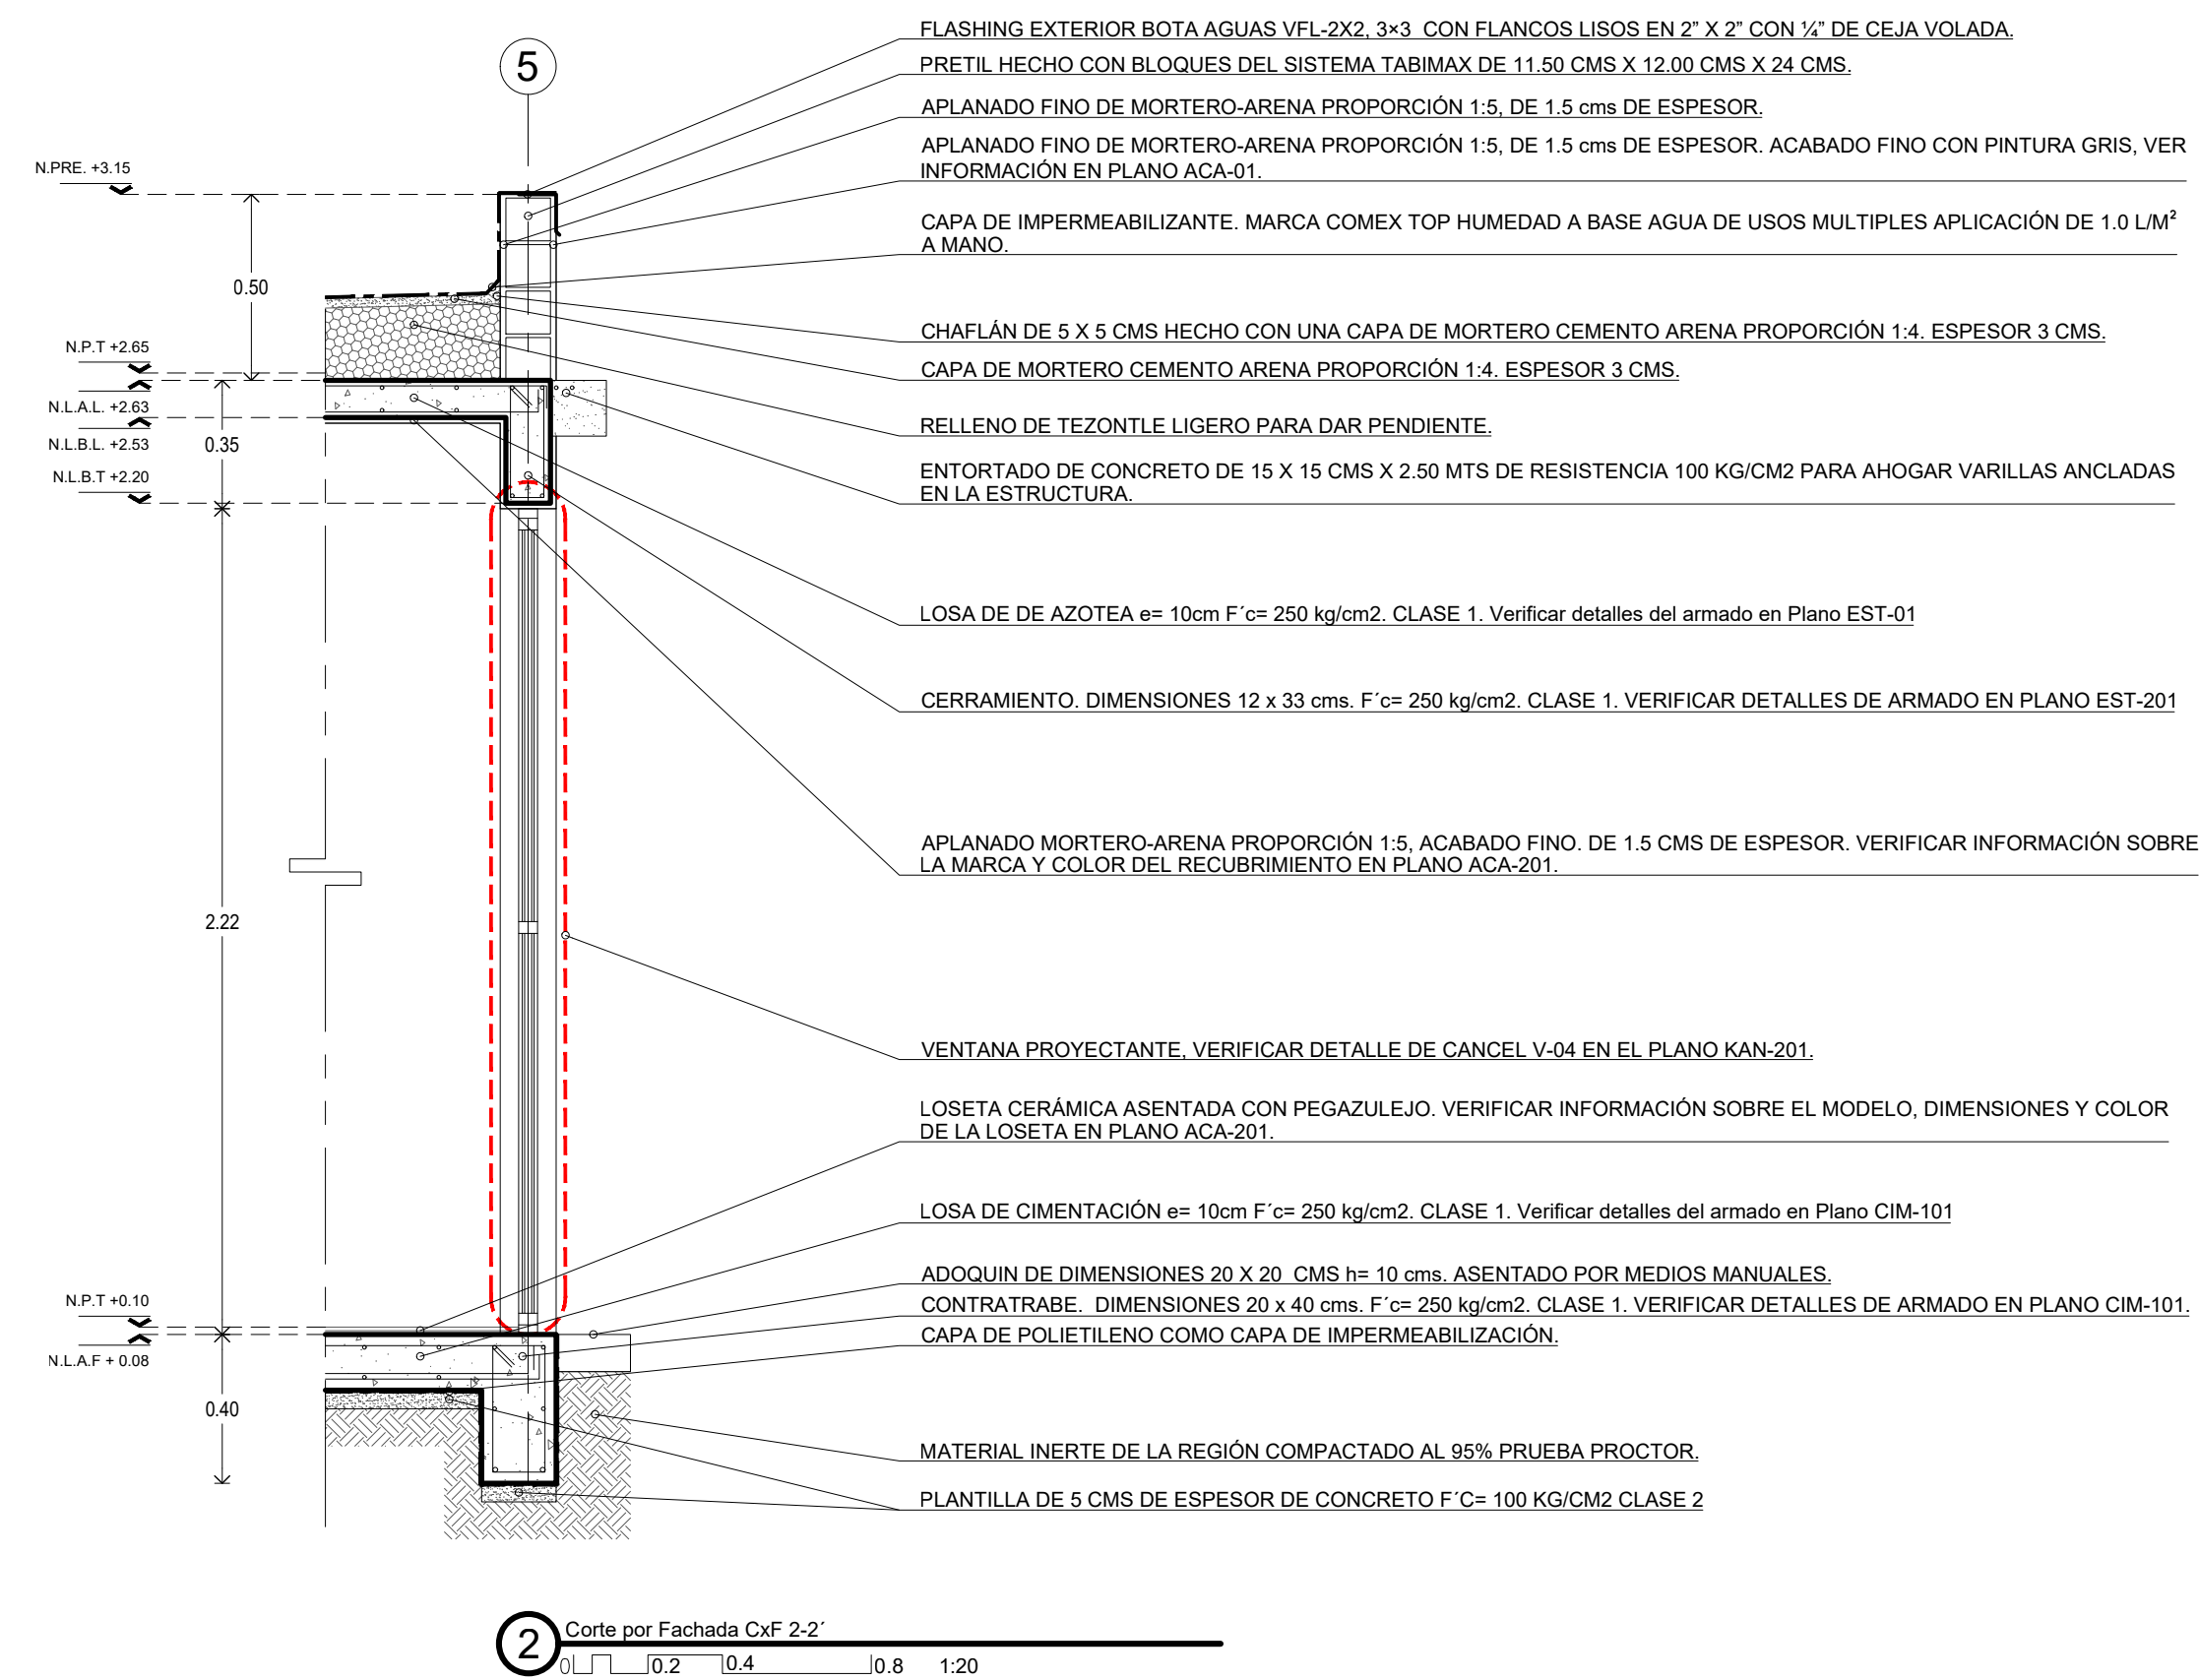 FLASHING EXTERIOR BOTA AGUAS VFL-2X2, 3×3 CON FLANCOS LISOS EN 2” X 2” CON ¼” DE CEJA VOLADA.
5
PRETIL HECHO CON BLOQUES DEL SISTEMA TABIMAX DE 11.50 CMS X 12.00 CMS X 24 CMS.
APLANADO FINO DE MORTERO-ARENA PROPORCIÓN 1:5, DE 1.5 cms DE ESPESOR.
APLANADO FINO DE MORTERO-ARENA PROPORCIÓN 1:5, DE 1.5 cms DE ESPESOR. ACABADO FINO CON PINTURA GRIS, VER
INFORMACIÓN EN PLANO ACA-01.
N.PRE. +3.15
CAPA DE IMPERMEABILIZANTE. MARCA COMEX TOP HUMEDAD A BASE AGUA DE USOS MULTIPLES APLICACIÓN DE 1.0 L/M²
A MANO.
0.50
CHAFLÁN DE 5 X 5 CMS HECHO CON UNA CAPA DE MORTERO CEMENTO ARENA PROPORCIÓN 1:4. ESPESOR 3 CMS.
N.P.T +2.65
CAPA DE MORTERO CEMENTO ARENA PROPORCIÓN 1:4. ESPESOR 3 CMS.
N.L.A.L. +2.63
RELLENO DE TEZONTLE LIGERO PARA DAR PENDIENTE.
N.L.B.L. +2.53
0.35
N.L.B.T +2.20
ENTORTADO DE CONCRETO DE 15 X 15 CMS X 2.50 MTS DE RESISTENCIA 100 KG/CM2 PARA AHOGAR VARILLAS ANCLADAS
EN LA ESTRUCTURA.
LOSA DE DE AZOTEA e= 10cm F´c= 250 kg/cm2. CLASE 1. Verificar detalles del armado en Plano EST-01
CERRAMIENTO. DIMENSIONES 12 x 33 cms. F´c= 250 kg/cm2. CLASE 1. VERIFICAR DETALLES DE ARMADO EN PLANO EST-201
APLANADO MORTERO-ARENA PROPORCIÓN 1:5, ACABADO FINO. DE 1.5 CMS DE ESPESOR. VERIFICAR INFORMACIÓN SOBRE
LA MARCA Y COLOR DEL RECUBRIMIENTO EN PLANO ACA-201.
2.22
VENTANA PROYECTANTE, VERIFICAR DETALLE DE CANCEL V-04 EN EL PLANO KAN-201.
LOSETA CERÁMICA ASENTADA CON PEGAZULEJO. VERIFICAR INFORMACIÓN SOBRE EL MODELO, DIMENSIONES Y COLOR
DE LA LOSETA EN PLANO ACA-201.
LOSA DE CIMENTACIÓN e= 10cm F´c= 250 kg/cm2. CLASE 1. Verificar detalles del armado en Plano CIM-101
ADOQUIN DE DIMENSIONES 20 X 20 CMS h= 10 cms. ASENTADO POR MEDIOS MANUALES.
N.P.T +0.10
CONTRATRABE. DIMENSIONES 20 x 40 cms. F´c= 250 kg/cm2. CLASE 1. VERIFICAR DETALLES DE ARMADO EN PLANO CIM-101.
CAPA DE POLIETILENO COMO CAPA DE IMPERMEABILIZACIÓN.
N.L.A.F + 0.08
0.40
MATERIAL INERTE DE LA REGIÓN COMPACTADO AL 95% PRUEBA PROCTOR.
PLANTILLA DE 5 CMS DE ESPESOR DE CONCRETO F´C= 100 KG/CM2 CLASE 2
2
Corte por Fachada CxF 2-2´
0 0.2 0.4 0.8 1:20